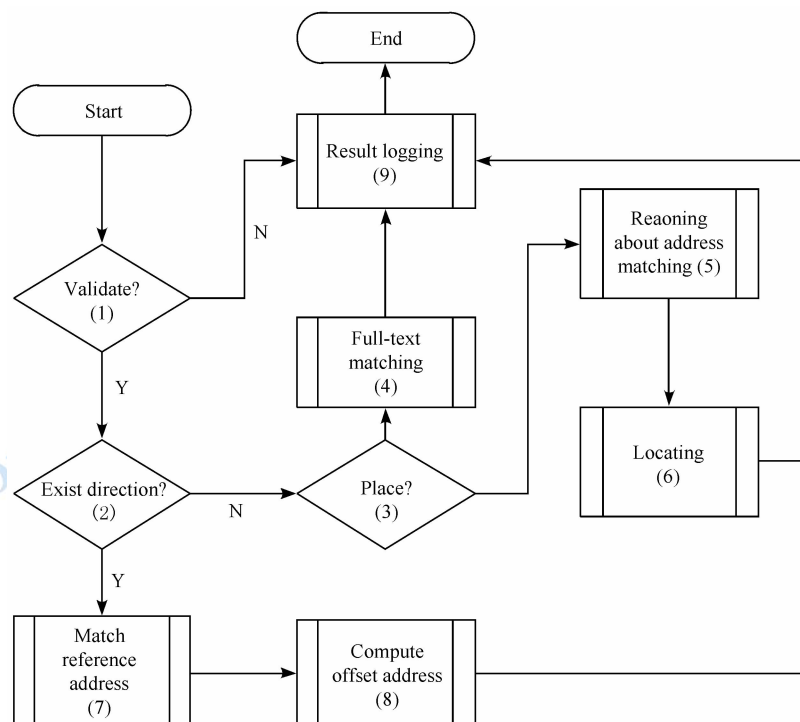 End
Start
Result logging
(9)
N
Reaoning
about address
matching (5)
Validate?
(1)
Full-text
matching
(4)
Y
Locating
(6)
Exist direction?
(2)
N
Place?
(3)
Y
Match
reference
address
(7)
Compute
offset address
(8)